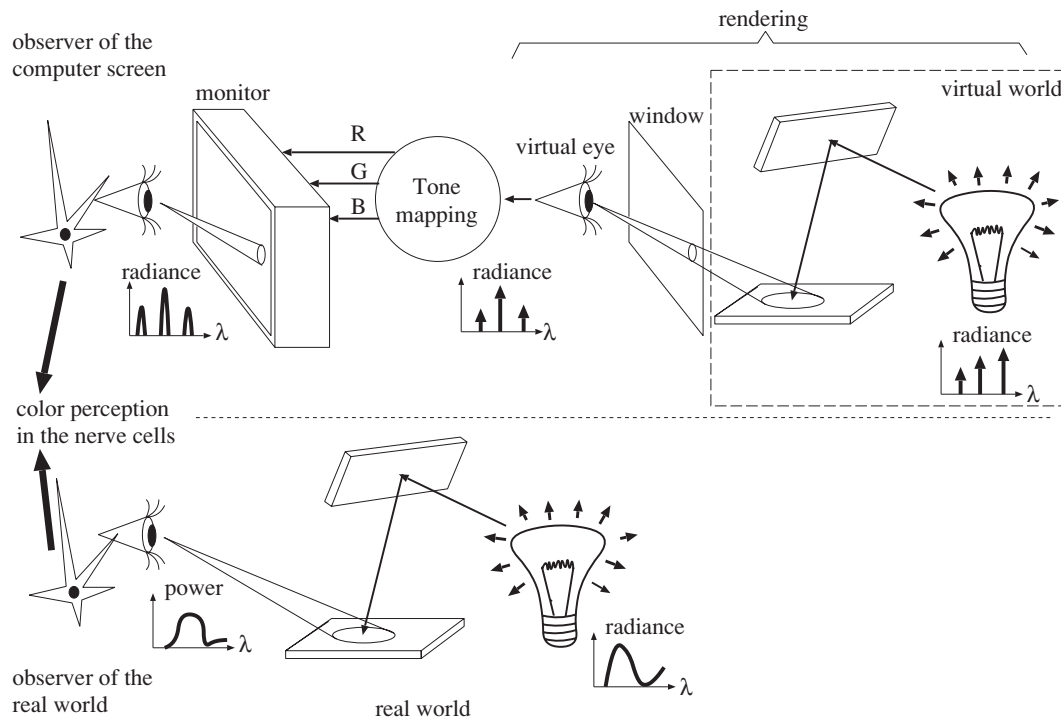 rendering
observer of the
computer screen
monitor
R
G
B
Tone
mapping
virtual eye
window
virtual world
radiance
λ
radiance
λ
radiance
λ
color perception
in the nerve cells
power
λ
radiance
λ
observer of the
real world
real world